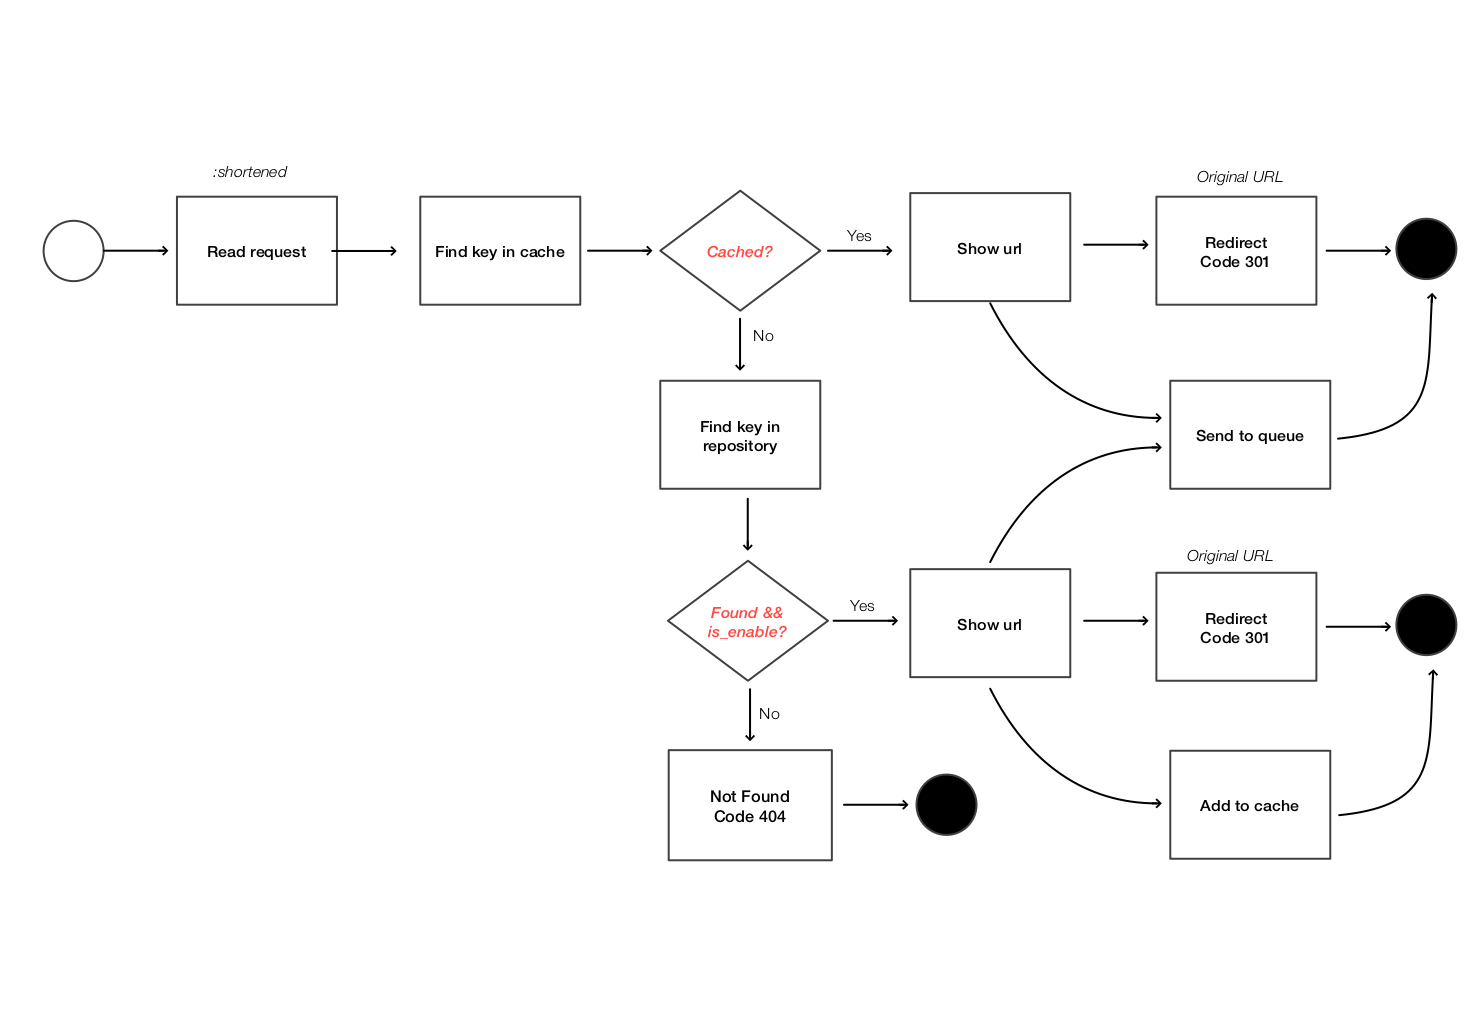 :shortened
Read request
Find key in cache
Cached?
Yes
Show url
Original URL
Redirect
Code 301
No
Find key in
repository
Send to queue
Found &&
is_enable?
Yes
Show url
Original URL
Redirect
Code 301
No
Not Found
Code 404
Add to cache